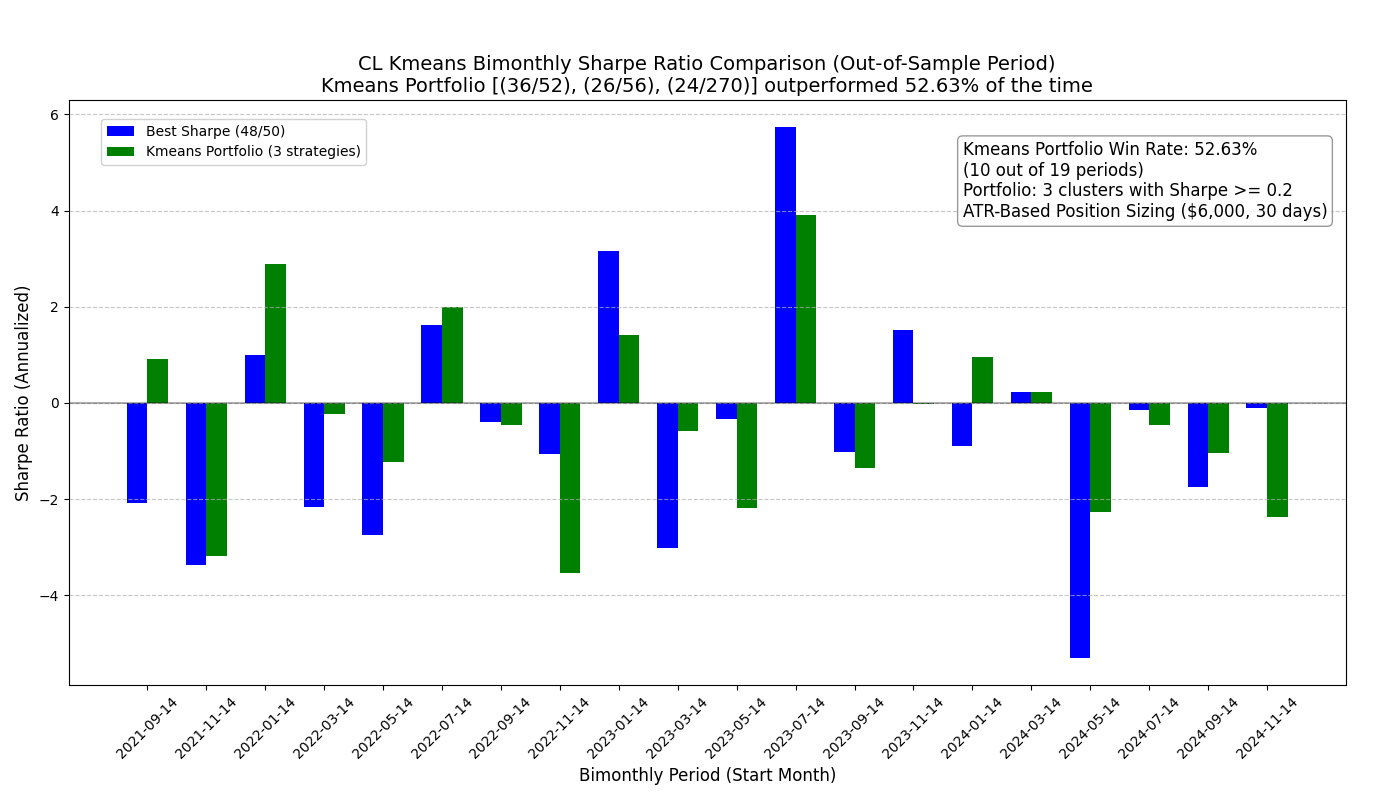 CL Kmeans Bimonthly Sharpe Ratio Comparison (Out-of-Sample Period)
Kmeans Portfolio [(36/52), (26/56), (24/270)] outperformed 52.63% of the time
Best Sharpe (48/50)
Kmeans Portfolio (3 strategies)
Kmeans Portfolio Win Rate: 52.63%
(10 out of 19 periods)
Portfolio: 3 clusters with Sharpe >= 0.2
ATR-Based Position Sizing ($6,000, 30 days)
Sharpe Ratio (Annualized)
6
4
2
0
−2
−4
2021-09-14
2021-11-14
2022-01-14
2022-03-14
2022-05-14
2022-07-14
2022-09-14
2022-11-14
2023-01-14
2023-03-14
2023-05-14
2023-07-14
2023-09-14
2023-11-14
2024-01-14
2024-03-14
2024-05-14
2024-07-14
2024-09-14
2024-11-14
Bimonthly Period (Start Month)